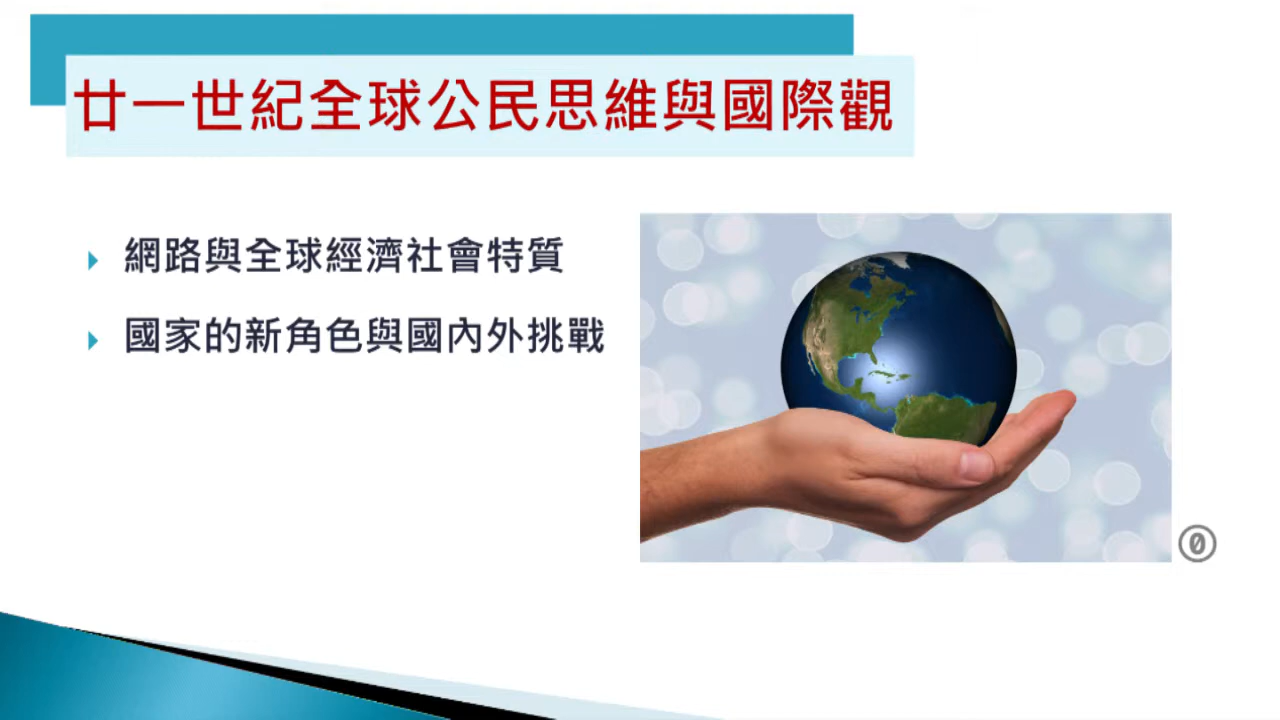 廿一世紀全球公民思維與國際觀
網路與全球經濟社會特質
國家的新角色與國內外挑戰
0